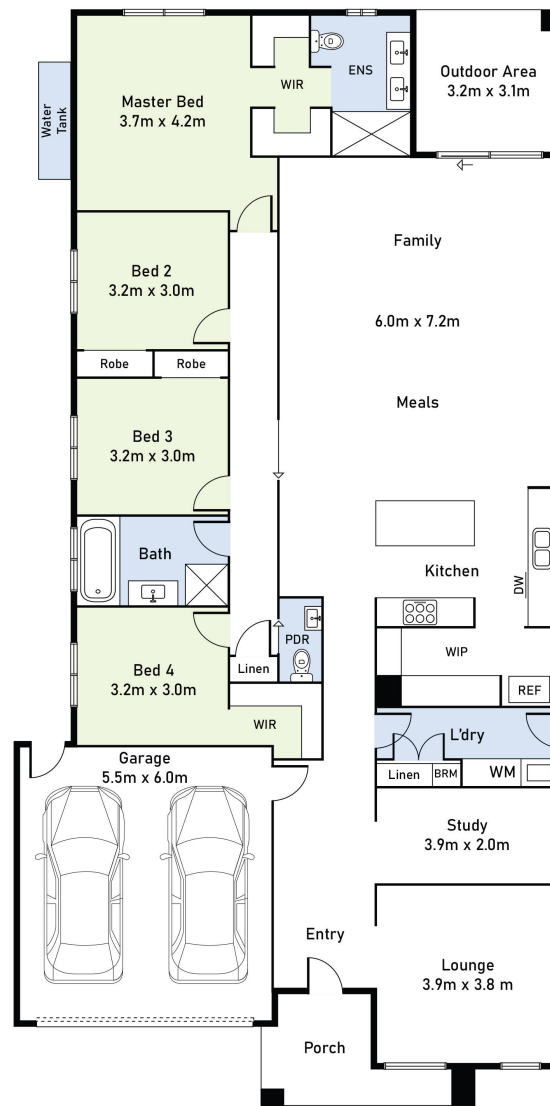 ENS
Outdoor Area
3.2m x 3.1m
WIR
Master Bed
3.7m x 4.2m
Water
Tank
Family
Bed 2
3.2m x 3.0m
6.0m x 7.2m
Robe
Robe
Meals
Bed 3
3.2m x 3.0m
Bath
Kitchen
DW
PDR
WIP
Linen
Bed 4
3.2m x 3.0m
REF
WIR
L'dry
Garage
5.5m x 6.0m
Linen
BRM
WM
Study
3.9m x 2.0m
Entry
Lounge
3.9m x 3.8 m
Porch